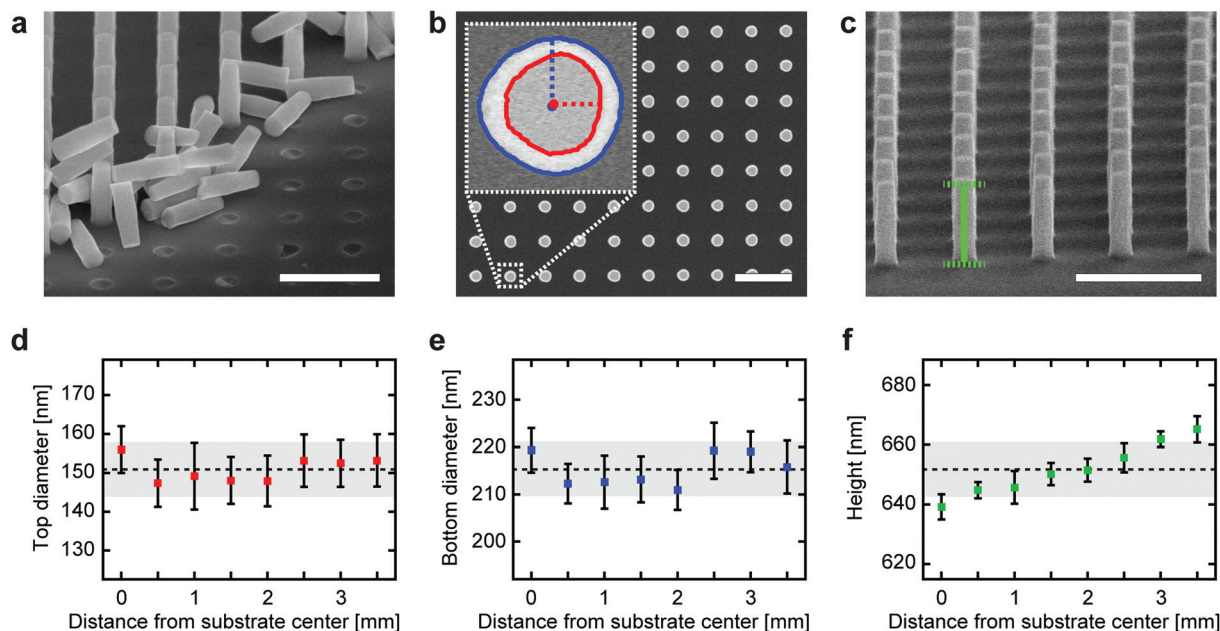 a
b
c
d
e
f
170
160
150
140
130
Top diameter [nm]
0
1
2
3
Distance from substrate center [mm]
220
210
200
Bottom diameter [nm]
0
1
2
3
Distance from substrate center [mm]
680
660
640
620
Height [nm]
0
1
2
3
Distance from substrate center [mm]